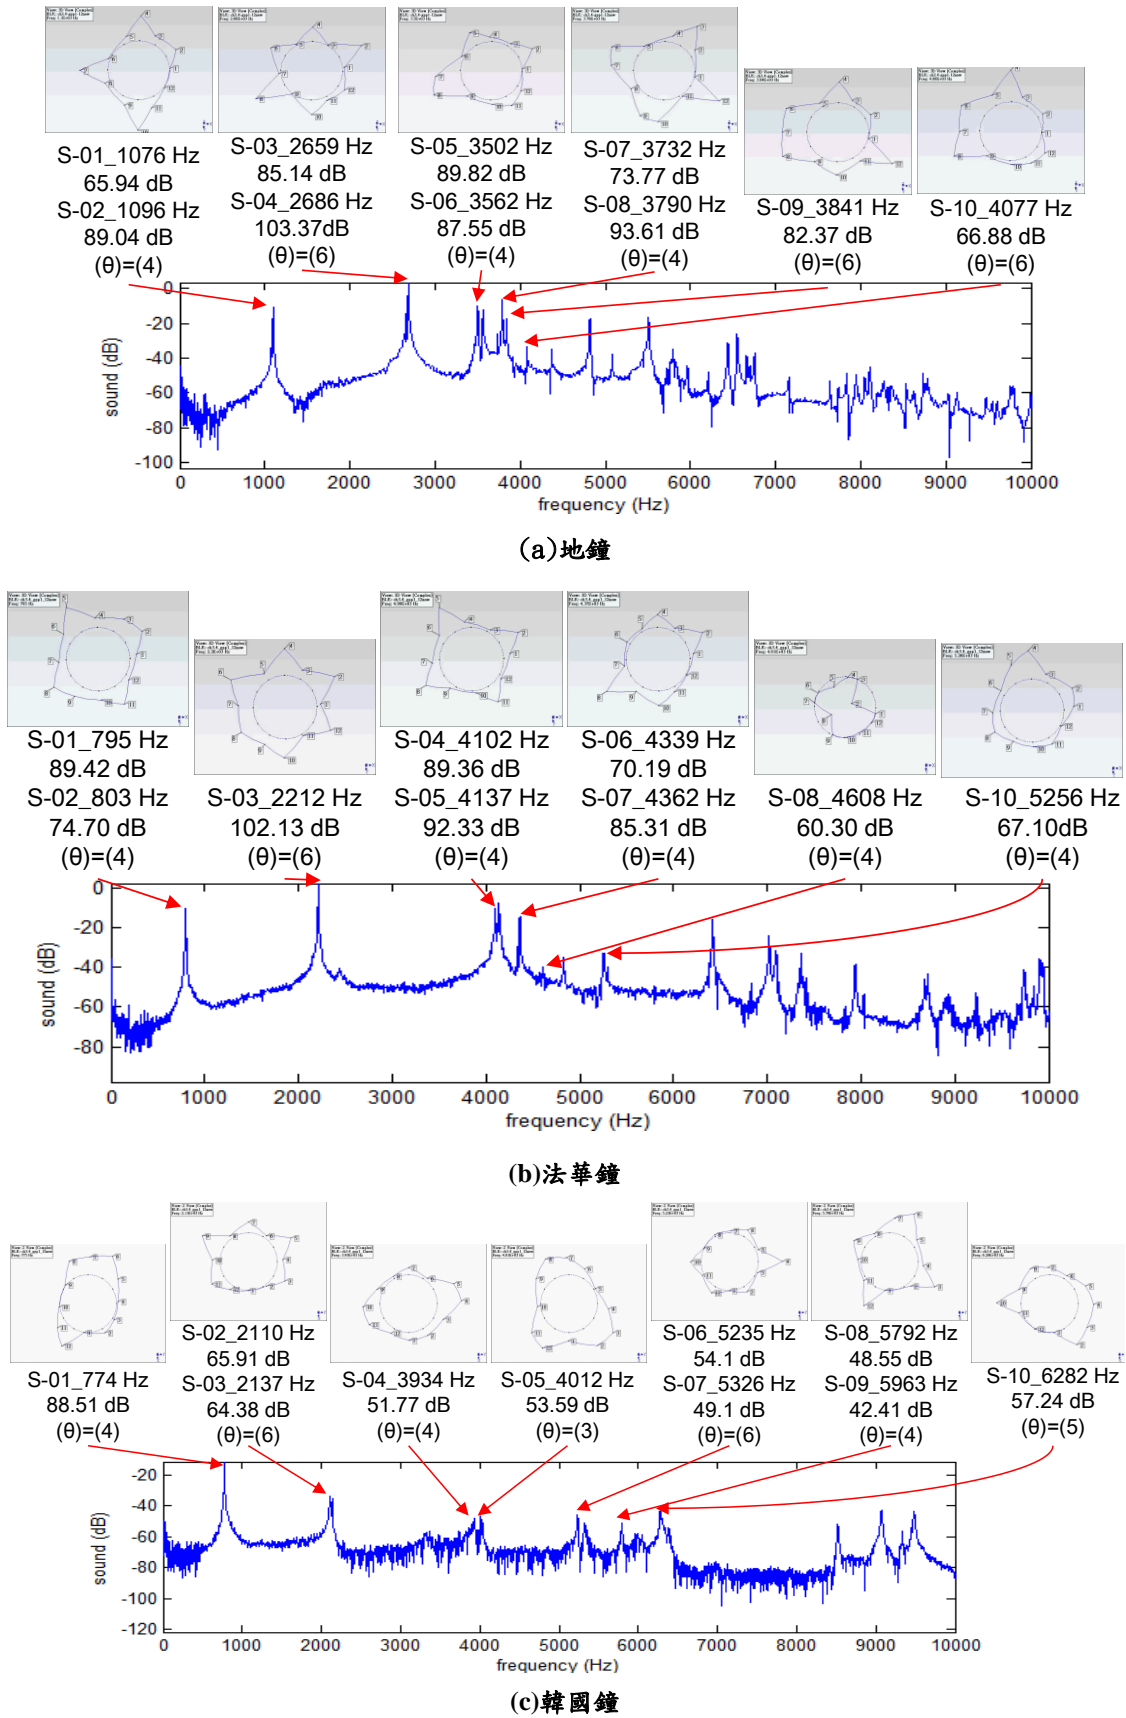 S-01_1076 Hz
65.94 dB
S-02_1096 Hz
89.04 dB
(θ)=(4)
S-03_2659 Hz
85.14 dB
S-04_2686 Hz
103.37dB
(θ)=(6)
S-05_3502 Hz
89.82 dB
S-06_3562 Hz
87.55 dB
(θ)=(4)
S-07_3732 Hz
73.77 dB
S-08_3790 Hz
93.61 dB
(θ)=(4)
S-09_3841 Hz
82.37 dB
(θ)=(6)
S-10_4077 Hz
66.88 dB
(θ)=(6)
0
-20
-40
-60
-80
-100
sound (dB)
0 1000 2000 3000 4000 5000 6000 7000 8000 9000 10000
frequency (Hz)
(a)地鐘
S-01_795 Hz
89.42 dB
S-02_803 Hz
74.70 dB
(θ)=(4)
S-03_2212 Hz
102.13 dB
(θ)=(6)
S-04_4102 Hz
89.36 dB
S-05_4137 Hz
92.33 dB
(θ)=(4)
S-06_4339 Hz
70.19 dB
S-07_4362 Hz
85.31 dB
(θ)=(4)
S-08_4608 Hz
60.30 dB
(θ)=(4)
S-10_5256 Hz
67.10dB
(θ)=(4)
0
-20
-40
-60
-80
sound (dB)
0 1000 2000 3000 4000 5000 6000 7000 8000 9000 10000
frequency (Hz)
(b)法華鐘
S-01_774 Hz
88.51 dB
(θ)=(4)
S-02_2110 Hz
65.91 dB
S-03_2137 Hz
64.38 dB
(θ)=(6)
S-04_3934 Hz
51.77 dB
(θ)=(4)
S-05_4012 Hz
53.59 dB
(θ)=(3)
S-06_5235 Hz
54.1 dB
S-07_5326 Hz
49.1 dB
(θ)=(6)
S-08_5792 Hz
48.55 dB
S-09_5963 Hz
42.41 dB
(θ)=(4)
S-10_6282 Hz
57.24 dB
(θ)=(5)
-20
-40
-60
-80
-100
-120
sound (dB)
0 1000 2000 3000 4000 5000 6000 7000 8000 9000 10000
frequency (Hz)
(c)韓國鐘